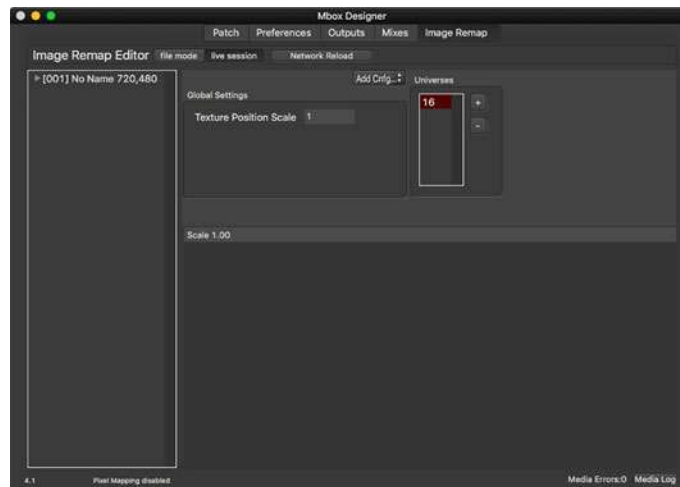 Mbox Designer
Patch Preferences Outputs Mixes Image Remap
Image Remap Editor file mode live session Network Reload
[001] No Name 720,480
Add Cnfg...
Universes
Global Settings
16 +
Texture Position Scale 1
-
Scale 1.00
4.1 Pixel Mapping disabled Media Errors:0 Media Log